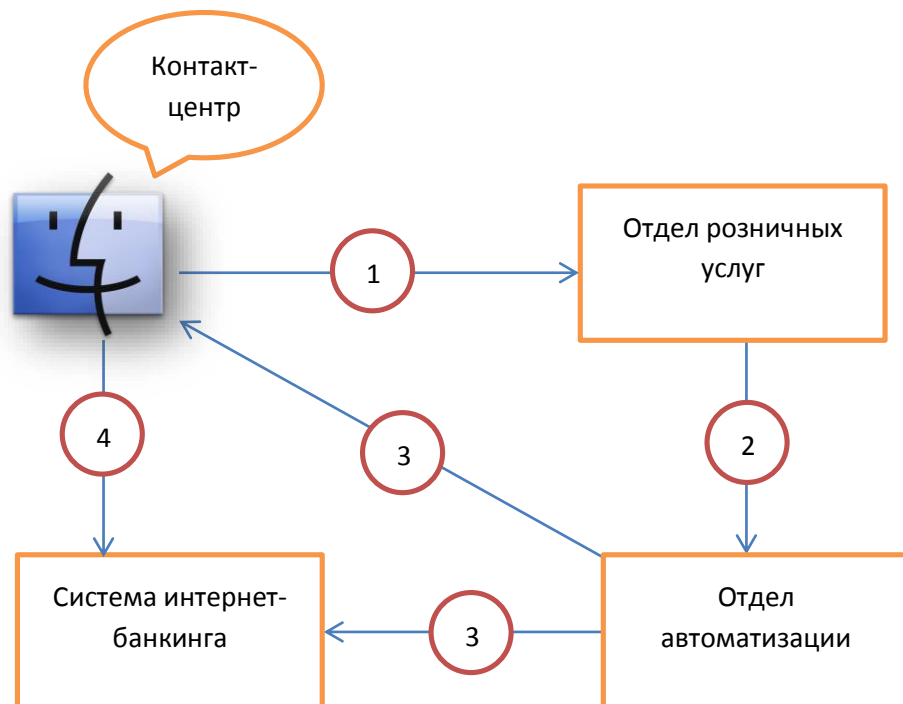 Контакт-
центр
Отдел розничных
услуг
1
4
3
2
Система интернет-
банкинга
3
Отдел
автоматизации